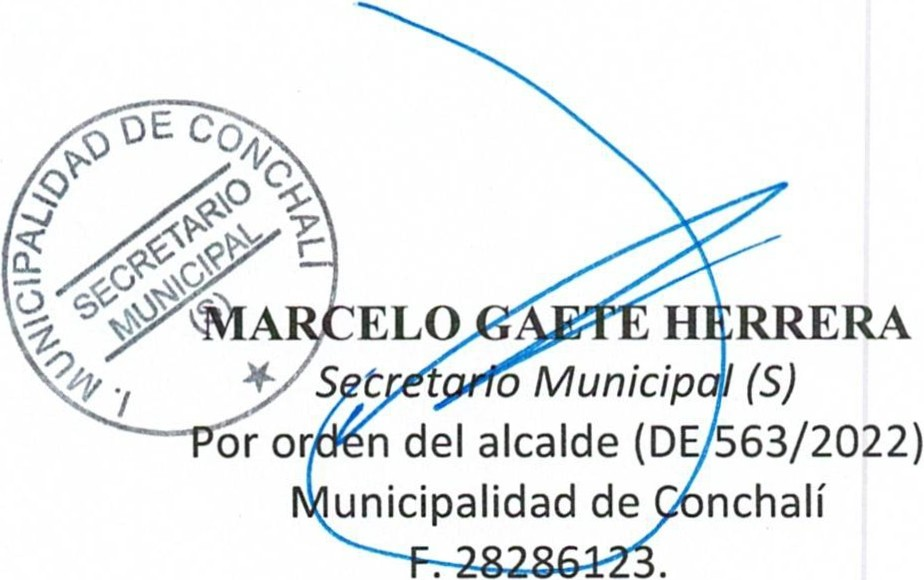 I. MUNICIPALIDAD DE CONCHALÍ
SECRETARIO
MUNICIPAL
(S)
MARCELO GAETE HERRERA
Secretario Municipal (S)
Por orden del alcalde (DE 563/2022)
Municipalidad de Conchalí
F. 28286123.